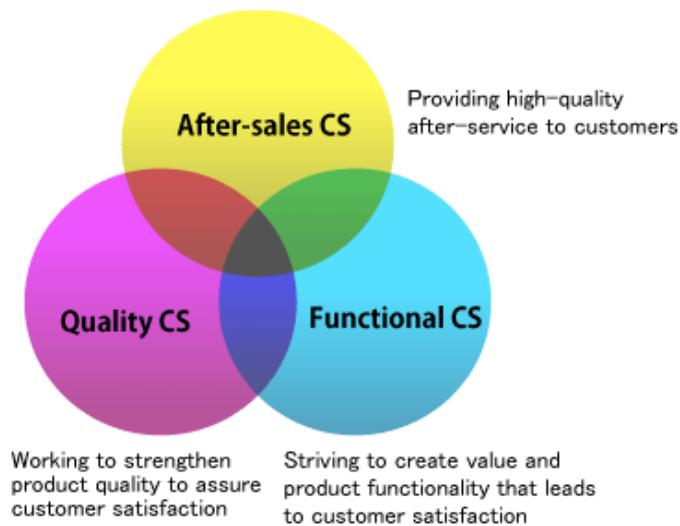 After-sales CS
Providing high-quality
after-service to customers
Quality CS
Functional CS
Working to strengthen
product quality to assure
customer satisfaction
Striving to create value and
product functionality that leads
to customer satisfaction